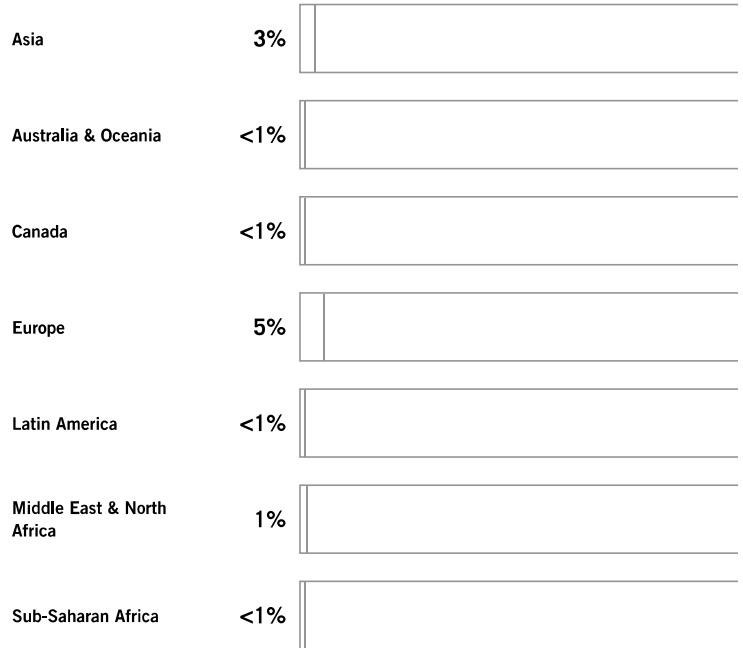 Asia 3%
Australia & Oceania <1%
Canada <1%
Europe 5%
Latin America <1%
Middle East & North
Africa 1%
Sub-Saharan Africa <1%